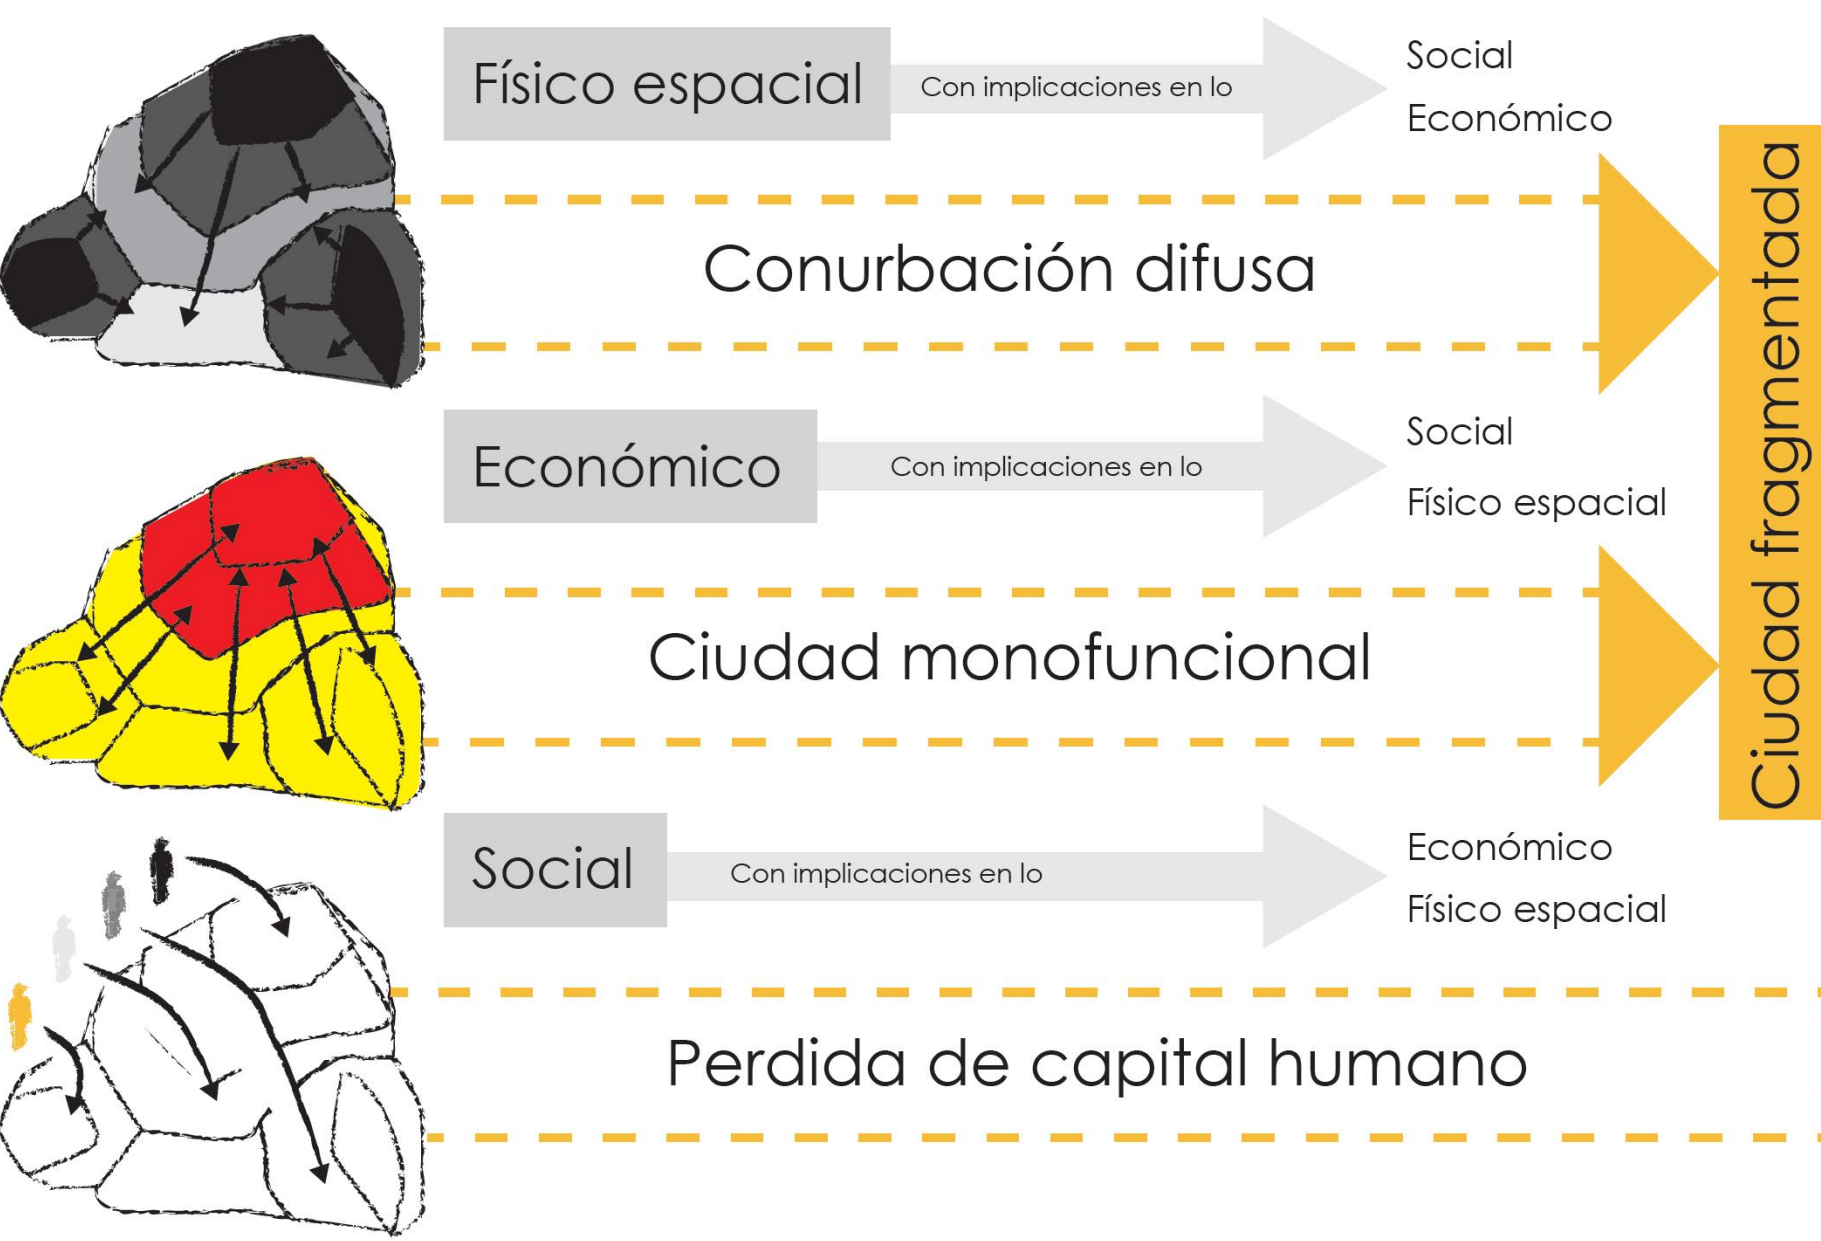 Físico espacial
Con implicaciones en lo
Social
Económico
Conurbación difusa
Económico
Con implicaciones en lo
Social
Físico espacial
Ciudad monofuncional
Ciudad fragmentada
Social
Con implicaciones en lo
Económico
Físico espacial
Perdida de capital humano